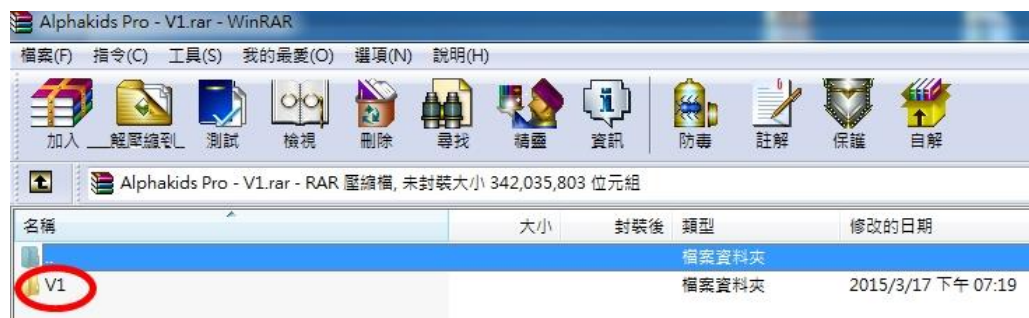 Alphakids Pro - V1.rar - WinRAR
檔案(F) 指令(C) 工具(S) 我的最愛(O) 選項(N) 說明(H)
加入 解壓縮到 測試 檢視 刪除 尋找 精靈 資訊 防毒 註解 保護 自解
Alphakids Pro - V1.rar - RAR 壓縮檔, 未封裝大小 342,035,803 位元組
名稱 大小 封裝後 類型 修改的日期
.. 檔案資料夾
V1 檔案資料夾 2015/3/17 下午 07:19